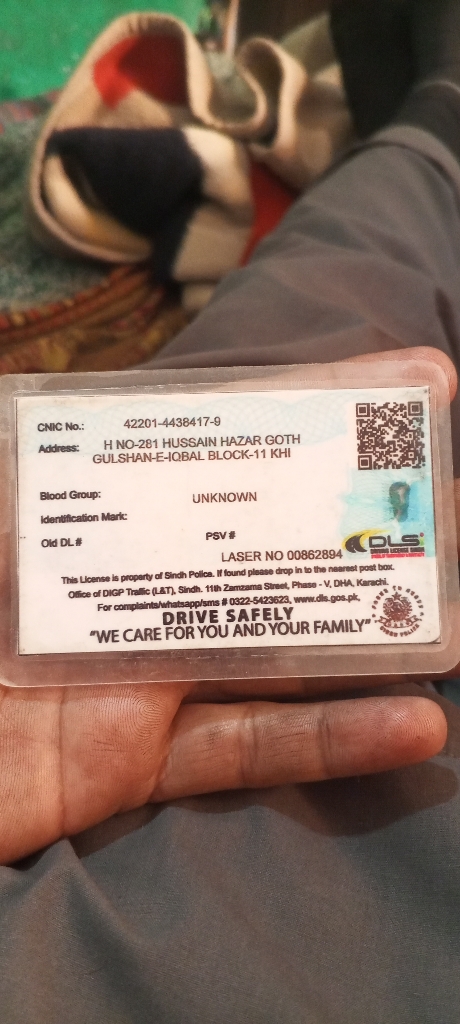 CNIC No.: 42201-4438417-9
Address: H NO-281 HUSSAIN HAZAR GOTH
GULSHAN-E-IQBAL BLOCK-11 KHI
Blood Group: UNKNOWN
Identification Mark:
Old DL # PSV #
DLS
LASER NO 00862894
This License is property of Sindh Police. If found please drop in to the nearest post box.
Office of DIGP Traffic (L&T), Sindh. 11th Zamzama Street, Phase - V, DHA, Karachi.
For complaints/whatsapp/sms # 0322-5423623, www.dls.gos.pk,
DRIVE SAFELY
"WE CARE FOR YOU AND YOUR FAMILY"